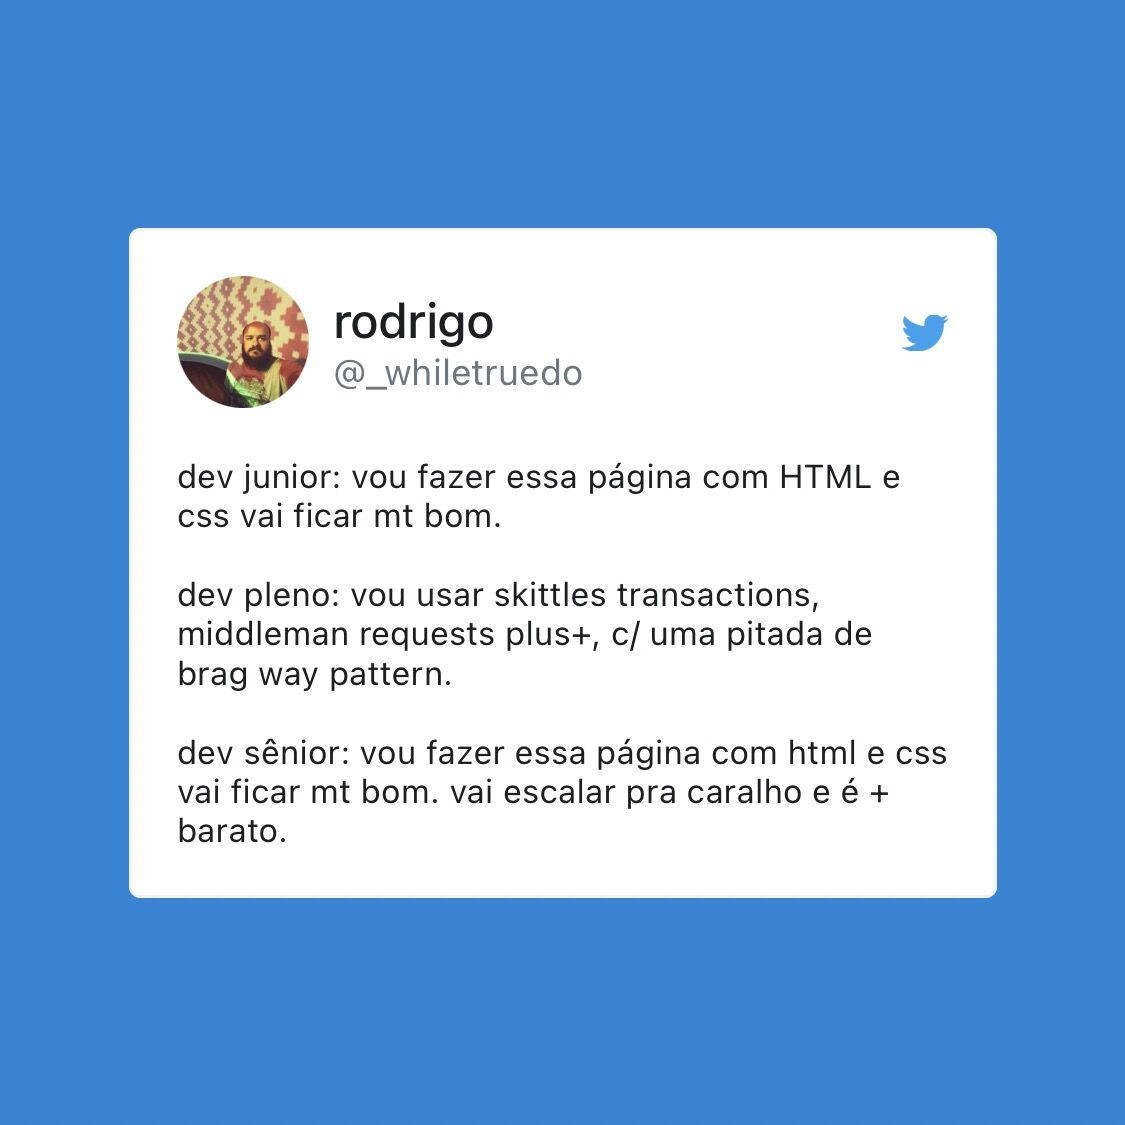 rodrigo
@_whiletruedo
dev junior: vou fazer essa página com HTML e
css vai ficar mt bom.
dev pleno: vou usar skittles transactions,
middleman requests plus+, c/ uma pitada de
brag way pattern.
dev sênior: vou fazer essa página com html e css
vai ficar mt bom. vai escalar pra caralho e é +
barato.